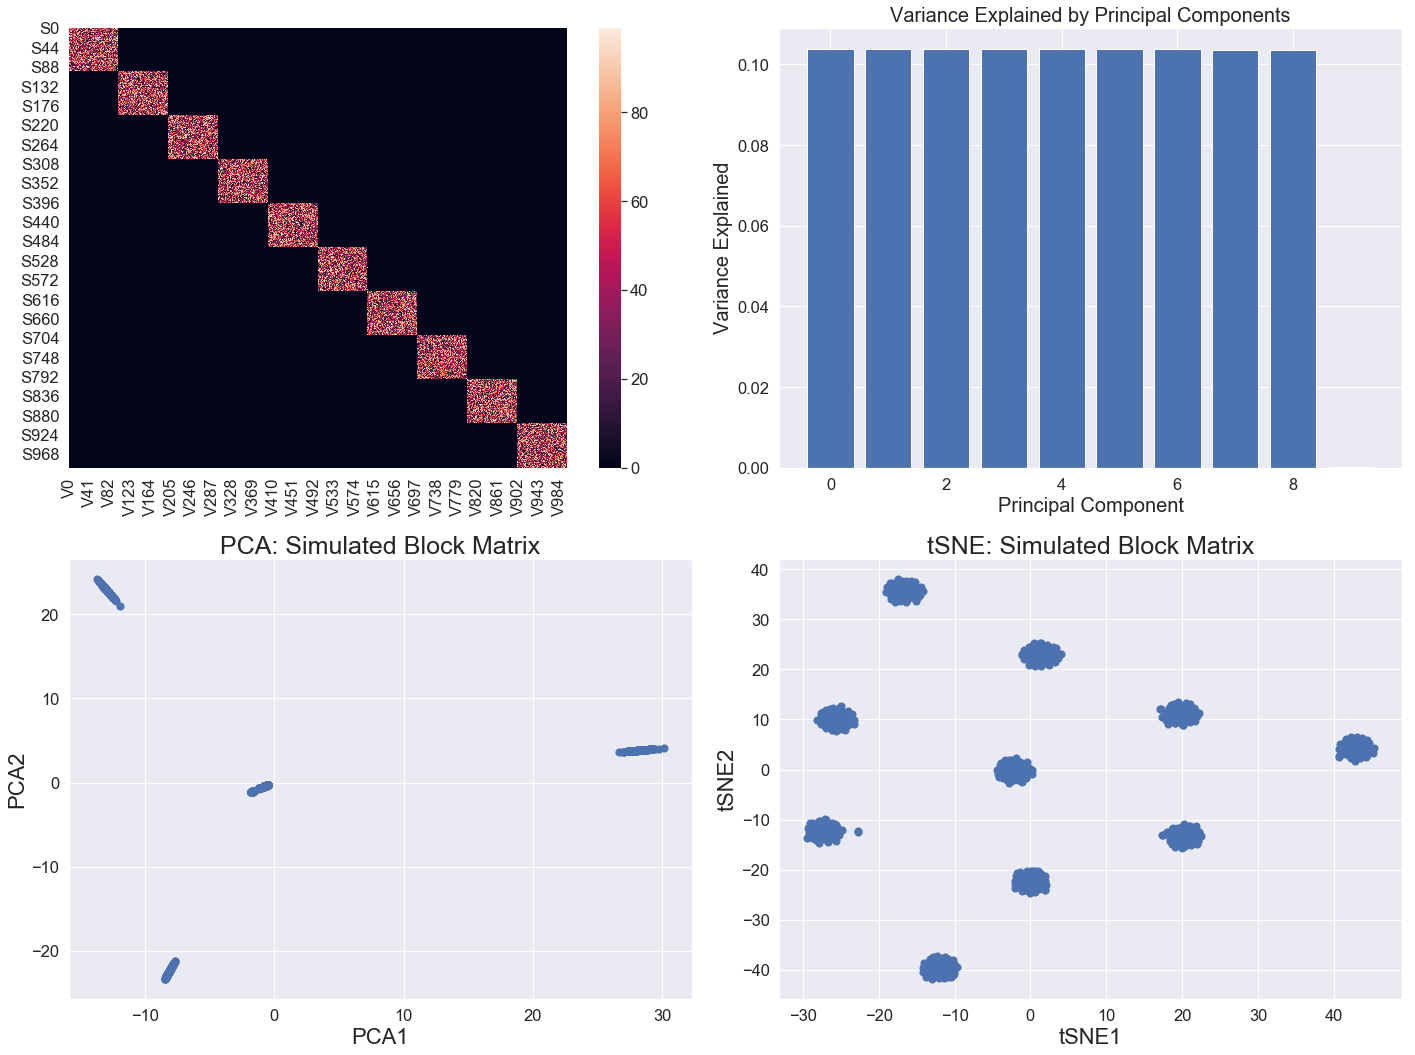 S0
S44
S88
S132
S176
S220
S264
S308
S352
S396
S440
S484
S528
S572
S616
S660
S704
S748
S792
S836
S880
S924
S968
V0
V41
V82
V123
V164
V205
V246
V287
V328
V369
V410
V451
V492
V533
V574
V615
V656
V697
V738
V779
V820
V861
V902
V943
V984
80
60
40
20
0
Variance Explained by Principal Components
Variance Explained
0.10
0.08
0.06
0.04
0.02
0.00
0 2 4 6 8
Principal Component
PCA: Simulated Block Matrix
PCA2
20
10
0
−10
−20
−10 0 10 20 30
PCA1
tSNE: Simulated Block Matrix
tSNE2
40
30
20
10
0
−10
−20
−30
−40
−30 −20 −10 0 10 20 30 40
tSNE1